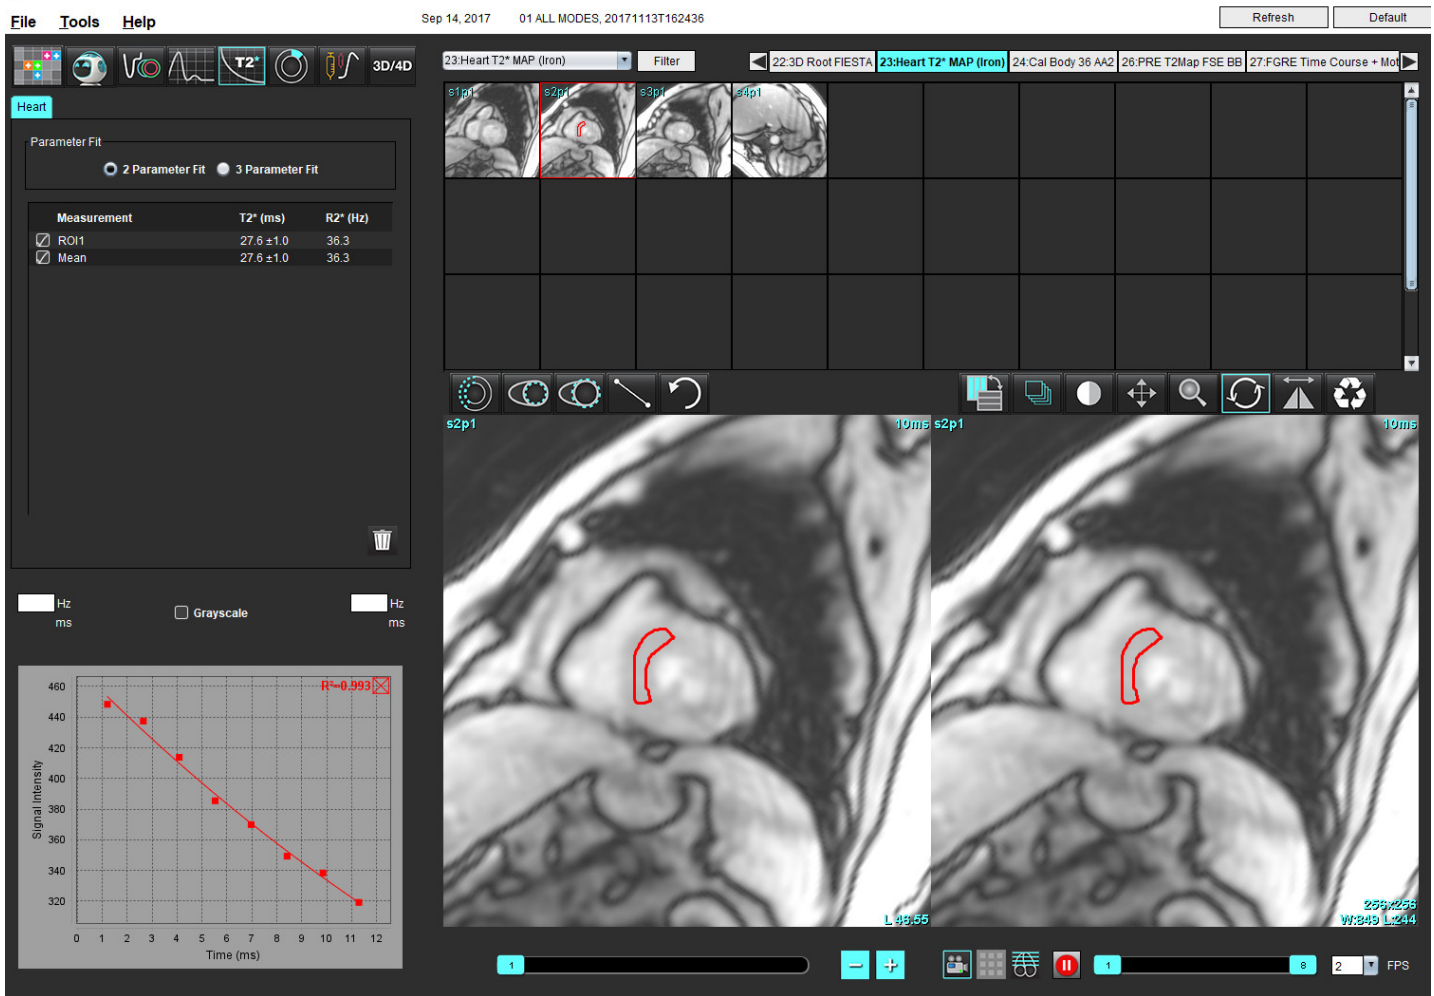 File Tools Help
Sep 14, 2017 01 ALL MODES, 20171113T162436
Refresh Default
T2*
3D/4D
23:Heart T2* MAP (Iron) Filter
22:3D Root FIESTA 23:Heart T2* MAP (Iron) 24:Cal Body 36 AA2 26:PRE T2Map FSE BB 27:FGRE Time Course + Mot
Heart
s1p1 s2p1 s3p1 s4p1
Parameter Fit
2 Parameter Fit 3 Parameter Fit
Measurement T2* (ms) R2* (Hz)
ROI1 27.6 ±1.0 36.3
Mean 27.6 ±1.0 36.3
s2p1 10ms s2p1 10ms
Hz Hz
ms ms
Grayscale
R²=0.993
460
440
420
400
380
360
340
320
Signal Intensity
0 1 2 3 4 5 6 7 8 9 10 11 12
Time (ms)
L 46.55
256x256
W:849 L:244
1 − + 1 8 2 FPS